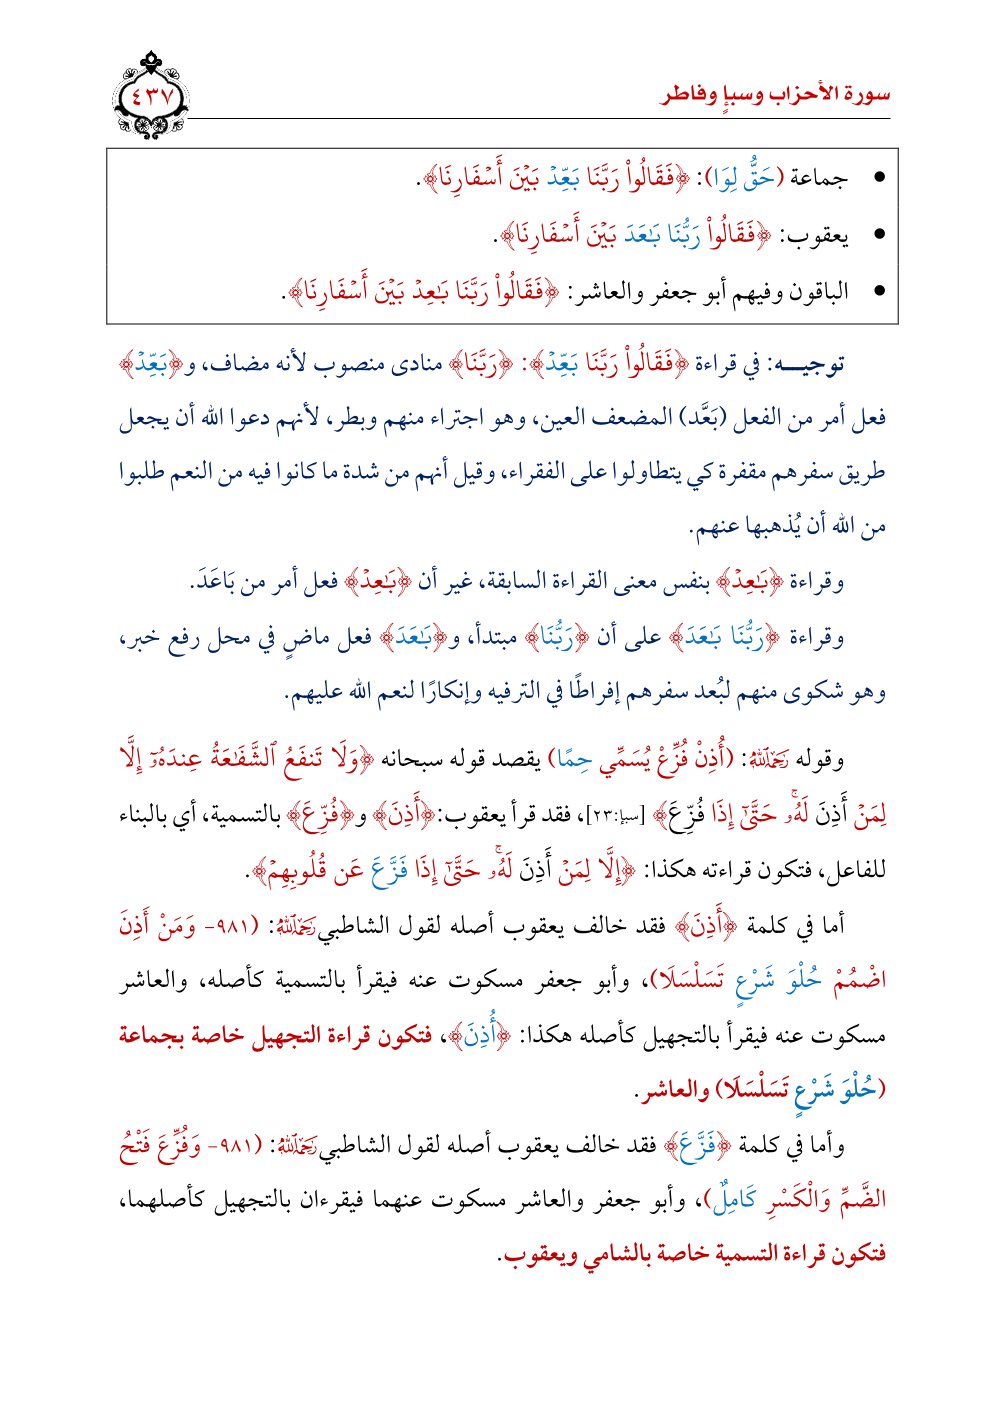 سورة الأحزاب وسبإٍ وفاطر
٤٣٧
• جماعة (حَقُّ لِوَا): ﴿فَقَالُواْ رَبَّنَا بَعِّدۡ بَيۡنَ أَسۡفَارِنَا﴾.
• يعقوب: ﴿فَقَالُواْ رَبُّنَا بَٰعَدَ بَيۡنَ أَسۡفَارِنَا﴾.
• الباقون وفيهم أبو جعفر والعاشر: ﴿فَقَالُواْ رَبَّنَا بَٰعِدۡ بَيۡنَ أَسۡفَارِنَا﴾.
توجيـــه: في قراءة ﴿فَقَالُواْ رَبَّنَا بَعِّدۡ﴾: ﴿رَبَّنَا﴾ منادى منصوب لأنه مضاف، و﴿بَعِّدۡ﴾
فعل أمر من الفعل (بَعَّد) المضعف العين، وهو اجتراء منهم وبطر، لأنهم دعوا الله أن يجعل
طريق سفرهم مقفرة كي يتطاولوا على الفقراء، وقيل أنهم من شدة ما كانوا فيه من النعم طلبوا
من الله أن يُذهبها عنهم.
وقراءة ﴿بَٰعِدۡ﴾ بنفس معنى القراءة السابقة، غير أن ﴿بَٰعِدۡ﴾ فعل أمر من بَاعَدَ.
وقراءة ﴿رَبُّنَا بَٰعَدَ﴾ على أن ﴿رَبُّنَا﴾ مبتدأ، و﴿بَٰعَدَ﴾ فعل ماضٍ في محل رفع خبر،
وهو شكوى منهم لبُعد سفرهم إفراطًا في الترفيه وإنكارًا لنعم الله عليهم.
وقوله رَحِمَهُ ٱللَّهُ: (أُذِنْ فُزِّعْ يُسَمِّي حِمًا) يقصد قوله سبحانه ﴿وَلَا تَنفَعُ ٱلشَّفَٰعَةُ عِندَهُۥٓ إِلَّا
لِمَنۡ أَذِنَ لَهُۥۚ حَتَّىٰٓ إِذَا فُزِّعَ﴾ [سبإ:٢٣]، فقد قرأ يعقوب:﴿أَذِنَ﴾ و﴿فُزِّعَ﴾ بالتسمية، أي بالبناء
للفاعل، فتكون قراءته هكذا: ﴿إِلَّا لِمَنۡ أَذِنَ لَهُۥۚ حَتَّىٰٓ إِذَا فَزَّعَ عَن قُلُوبِهِمۡ﴾.
أما في كلمة ﴿أَذِنَ﴾ فقد خالف يعقوب أصله لقول الشاطبي رَحِمَهُ ٱللَّهُ: (٩٨١- وَمَنْ أَذِنَ
اضْمُمْ حُلْوَ شَرْعٍ تَسَلْسَلَا)، وأبو جعفر مسكوت عنه فيقرأ بالتسمية كأصله، والعاشر
مسكوت عنه فيقرأ بالتجهيل كأصله هكذا: ﴿أُذِنَ﴾، فتكون قراءة التجهيل خاصة بجماعة
(حُلْوَ شَرْعٍ تَسَلْسَلَا) والعاشر.
وأما في كلمة ﴿فَزَّعَ﴾ فقد خالف يعقوب أصله لقول الشاطبي رَحِمَهُ ٱللَّهُ: (٩٨١- وَفُزِّعَ فَتْحُ
الضَّمِّ وَالْكَسْرِ كَامِلٌ)، وأبو جعفر والعاشر مسكوت عنهما فيقرءان بالتجهيل كأصلهما،
فتكون قراءة التسمية خاصة بالشامي ويعقوب.